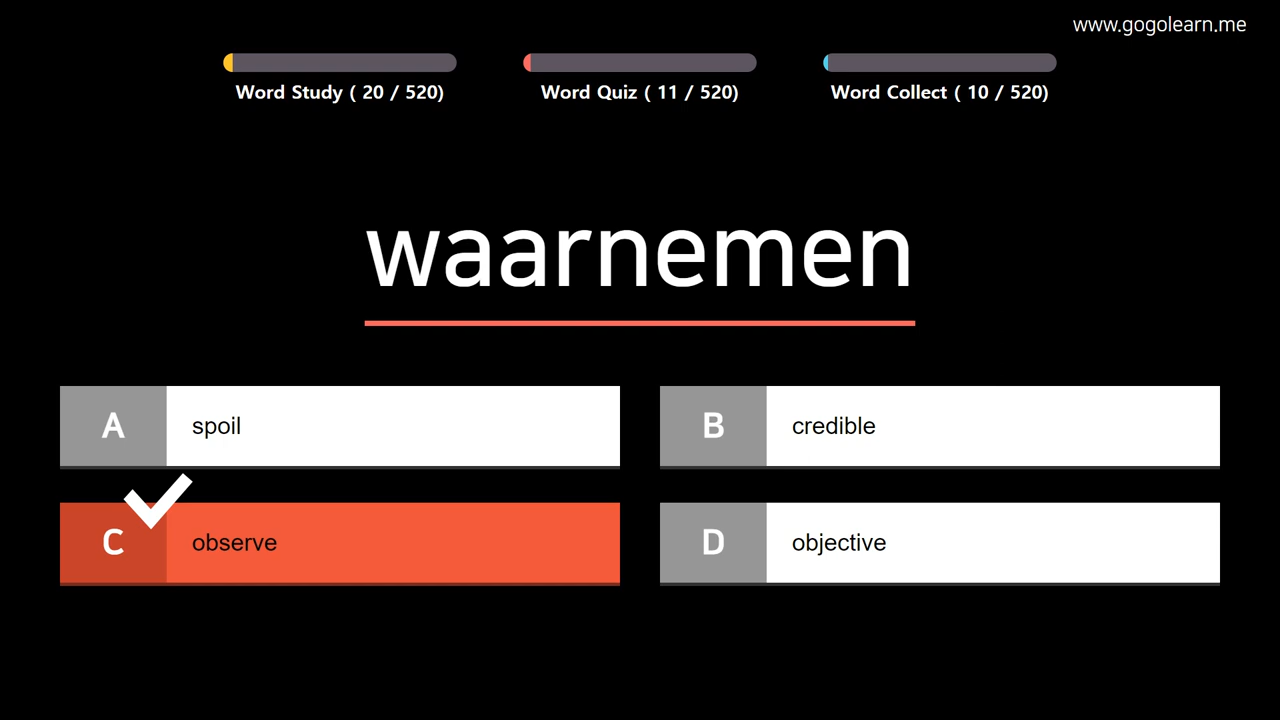 www.gogolearn.me
Word Study ( 20 / 520)
Word Quiz ( 11 / 520)
Word Collect ( 10 / 520)
waarnemen
A spoil
B credible
C observe
D objective